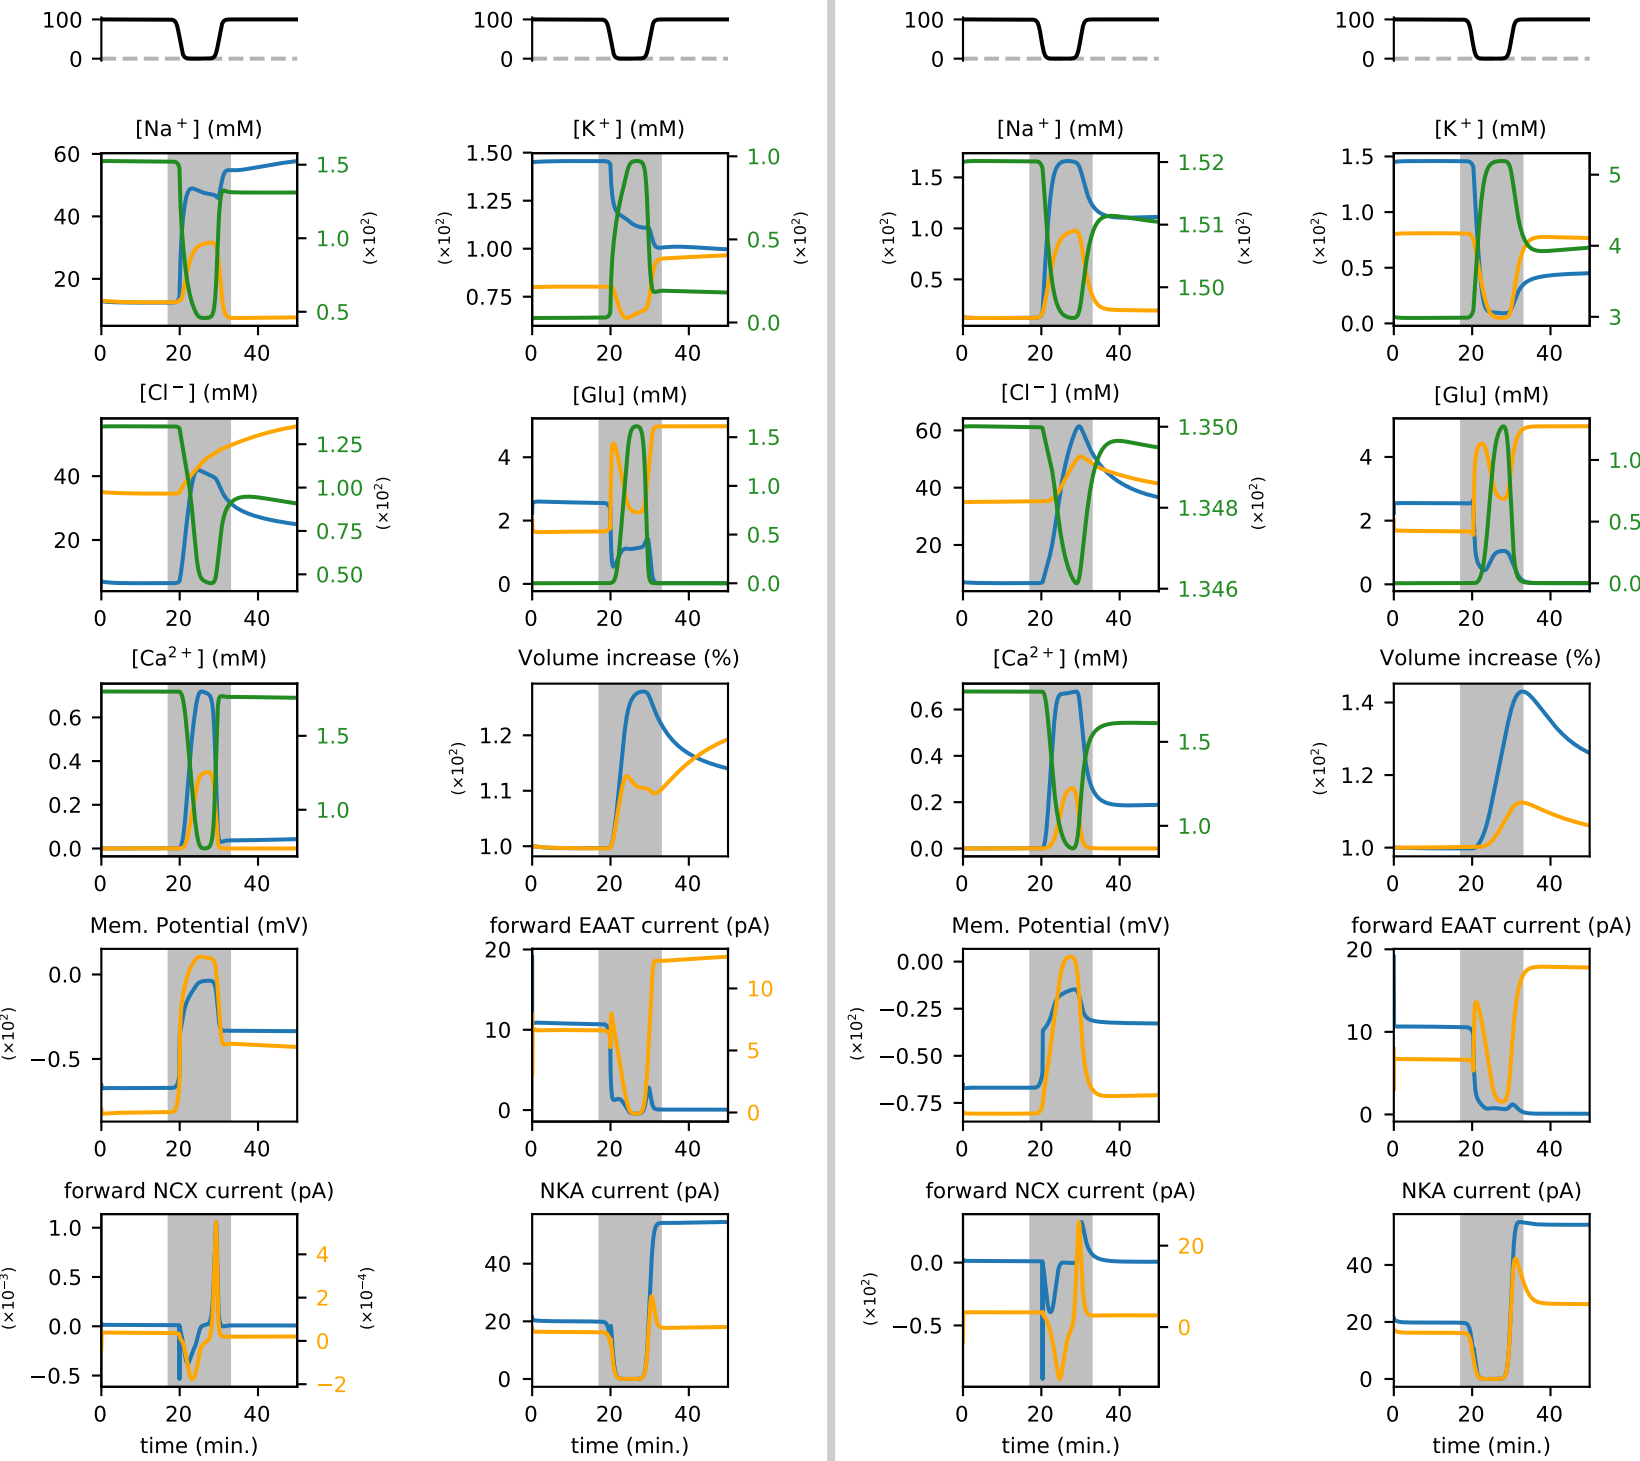 100
0
100
0
100
0
100
0
[Na⁺] (mM)
60
40
20
1.5
1.0
0.5
(×10²)
0 20 40
[K⁺] (mM)
(×10²)
1.50
1.25
1.00
0.75
1.0
0.5
0.0
(×10²)
0 20 40
[Na⁺] (mM)
(×10²)
1.5
1.0
0.5
1.52
1.51
1.50
(×10²)
0 20 40
[K⁺] (mM)
(×10²)
1.5
1.0
0.5
0.0
5
4
3
0 20 40
[Cl⁻] (mM)
40
20
1.25
1.00
0.75
0.50
(×10²)
0 20 40
[Glu] (mM)
4
2
0
1.5
1.0
0.5
0.0
0 20 40
[Cl⁻] (mM)
60
40
20
1.350
1.348
1.346
(×10²)
0 20 40
[Glu] (mM)
4
2
0
1.0
0.5
0.0
0 20 40
[Ca²⁺] (mM)
0.6
0.4
0.2
0.0
1.5
1.0
0 20 40
Volume increase (%)
(×10²)
1.2
1.1
1.0
0 20 40
[Ca²⁺] (mM)
0.6
0.4
0.2
0.0
1.5
1.0
0 20 40
Volume increase (%)
(×10²)
1.4
1.2
1.0
0 20 40
Mem. Potential (mV)
(×10²)
0.0
−0.5
0 20 40
forward EAAT current (pA)
20
10
0
10
5
0
0 20 40
Mem. Potential (mV)
(×10²)
0.00
−0.25
−0.50
−0.75
0 20 40
forward EAAT current (pA)
20
10
0
0 20 40
forward NCX current (pA)
(×10⁻³)
1.0
0.5
0.0
−0.5
4
2
0
−2
(×10⁻⁴)
0 20 40
time (min.)
NKA current (pA)
40
20
0
0 20 40
time (min.)
forward NCX current (pA)
(×10²)
0.0
−0.5
20
0
0 20 40
time (min.)
NKA current (pA)
40
20
0
0 20 40
time (min.)